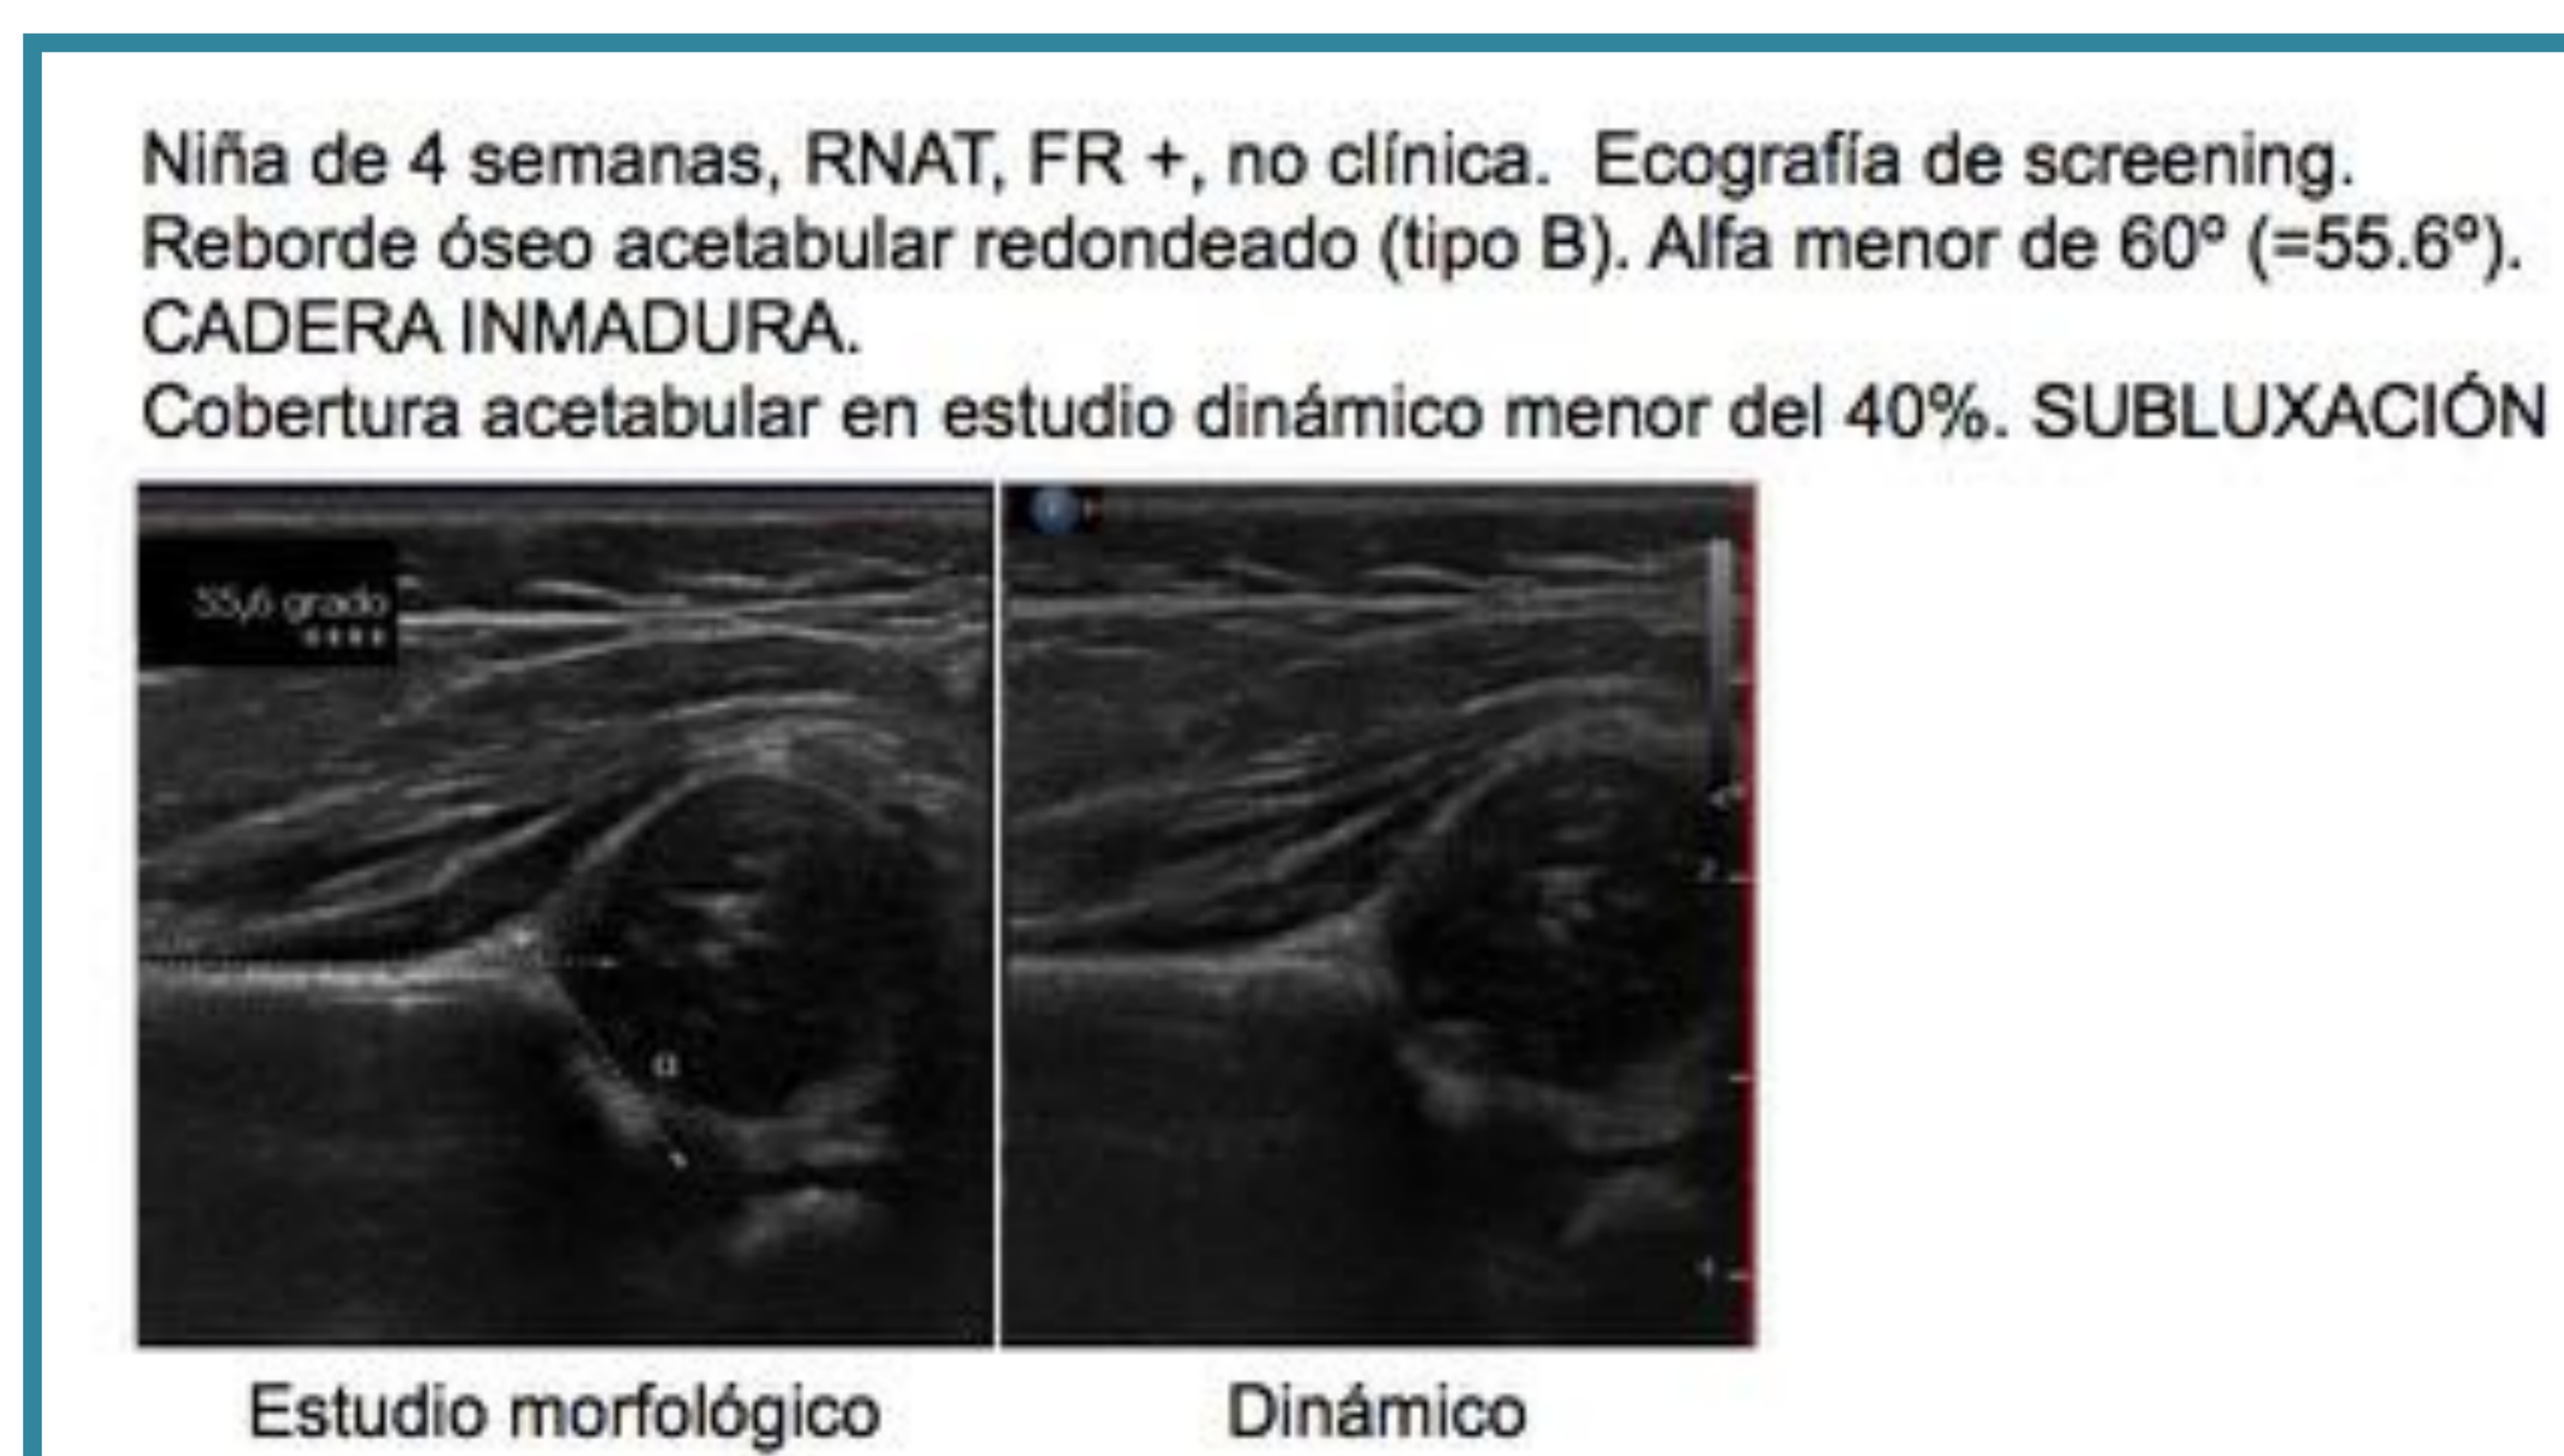 Niña de 4 semanas, RNAT, FR +, no clínica. Ecografía de screening.
Reborde óseo acetabular redondeado (tipo B). Alfa menor de 60º (=55.6º).
CADERA INMADURA.
Cobertura acetabular en estudio dinámico menor del 40%. SUBLUXACIÓN
55,6 grado
α
2
4
Estudio morfológico
Dinámico